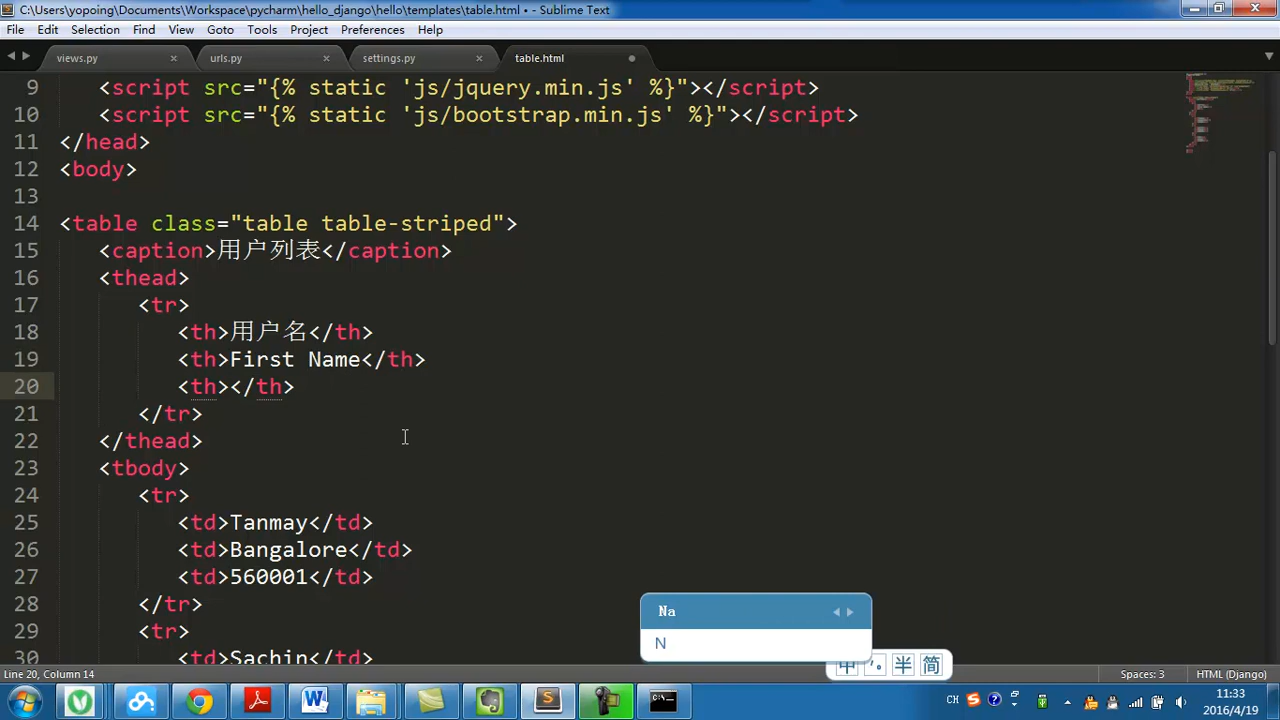 C:\Users\yopoing\Documents\Workspace\pycharm\hello_django\hello\templates\table.html • - Sublime Text
File Edit Selection Find View Goto Tools Project Preferences Help
views.py urls.py settings.py table.html
9 <script src="{% static 'js/jquery.min.js' %}"></script>
10 <script src="{% static 'js/bootstrap.min.js' %}"></script>
11 </head>
12 <body>
13
14 <table class="table table-striped">
15 <caption>用户列表</caption>
16 <thead>
17 <tr>
18 <th>用户名</th>
19 <th>First Name</th>
20 <th></th>
21 </tr>
22 </thead>
23 <tbody>
24 <tr>
25 <td>Tanmay</td>
26 <td>Bangalore</td>
27 <td>560001</td>
28 </tr>
29 <tr>
30 <td>Sachin</td>
Na
N
中 半 简
Line 20, Column 14 Spaces: 3 HTML (Django)
CH 11:33
2016/4/19